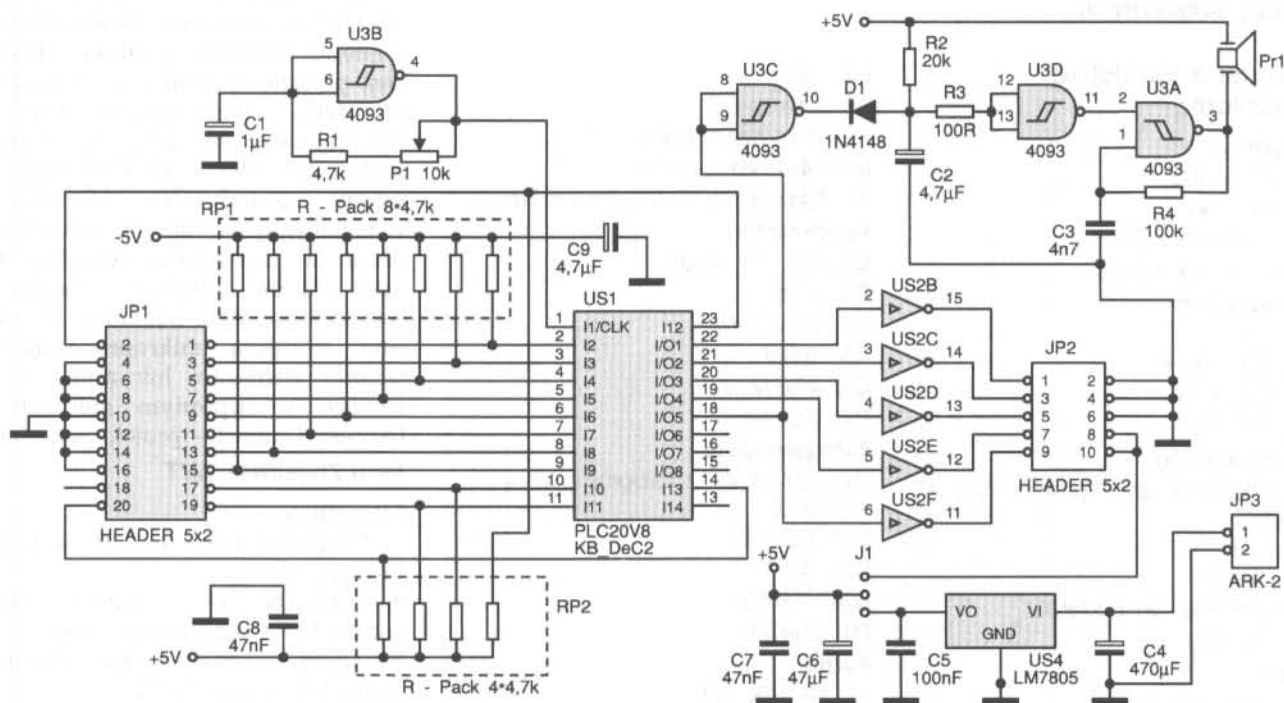 +5V
R2
20k
Pr1
U3B
5
6
4
4093
C1
1µF
R1
4,7k
P1
10k
U3C
8
9
10
4093
D1
1N4148
R3
100R
U3D
12
13
11
4093
U3A
2
1
3
4093
C2
4,7µF
R4
100k
C3
4n7
RP1
R - Pack 8*4,7k
-5V
C9
4,7µF
JP1
2 1
4 3
6 5
8 7
10 9
12 11
14 13
16 15
18 17
20 19
HEADER 5x2
US1
1 I1/CLK I12 23
2 I2 I/O1 22
3 I3 I/O2 21
4 I4 I/O3 20
5 I5 I/O4 19
6 I6 I/O5 18
7 I7 I/O6 17
8 I8 I/O7 16
9 I9 I/O8 15
10 I10 I13 14
11 I11 I14 13
PLC20V8
KB_DeC2
US2B
2 15
US2C
3 14
US2D
4 13
US2E
5 12
US2F
6 11
JP2
1 2
3 4
5 6
7 8
9 10
HEADER 5x2
JP3
1
2
ARK-2
RP2
R - Pack 4*4,7k
C8
47nF
+5V
+5V
J1
C7
47nF
C6
47µF
C5
100nF
VO VI
GND
US4
LM7805
C4
470µF